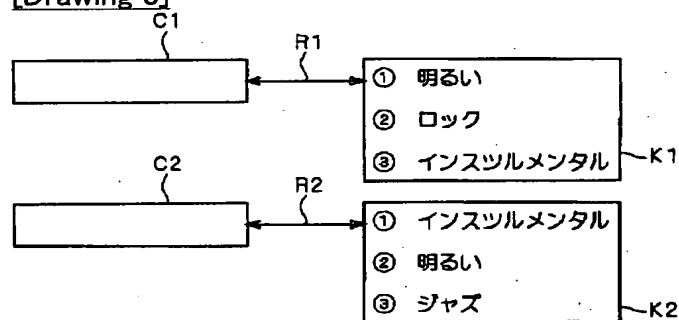 C1
R1
① 明るい
② ロック
③ インスツルメンタル
K1
C2
R2
① インスツルメンタル
② 明るい
③ ジャズ
K2